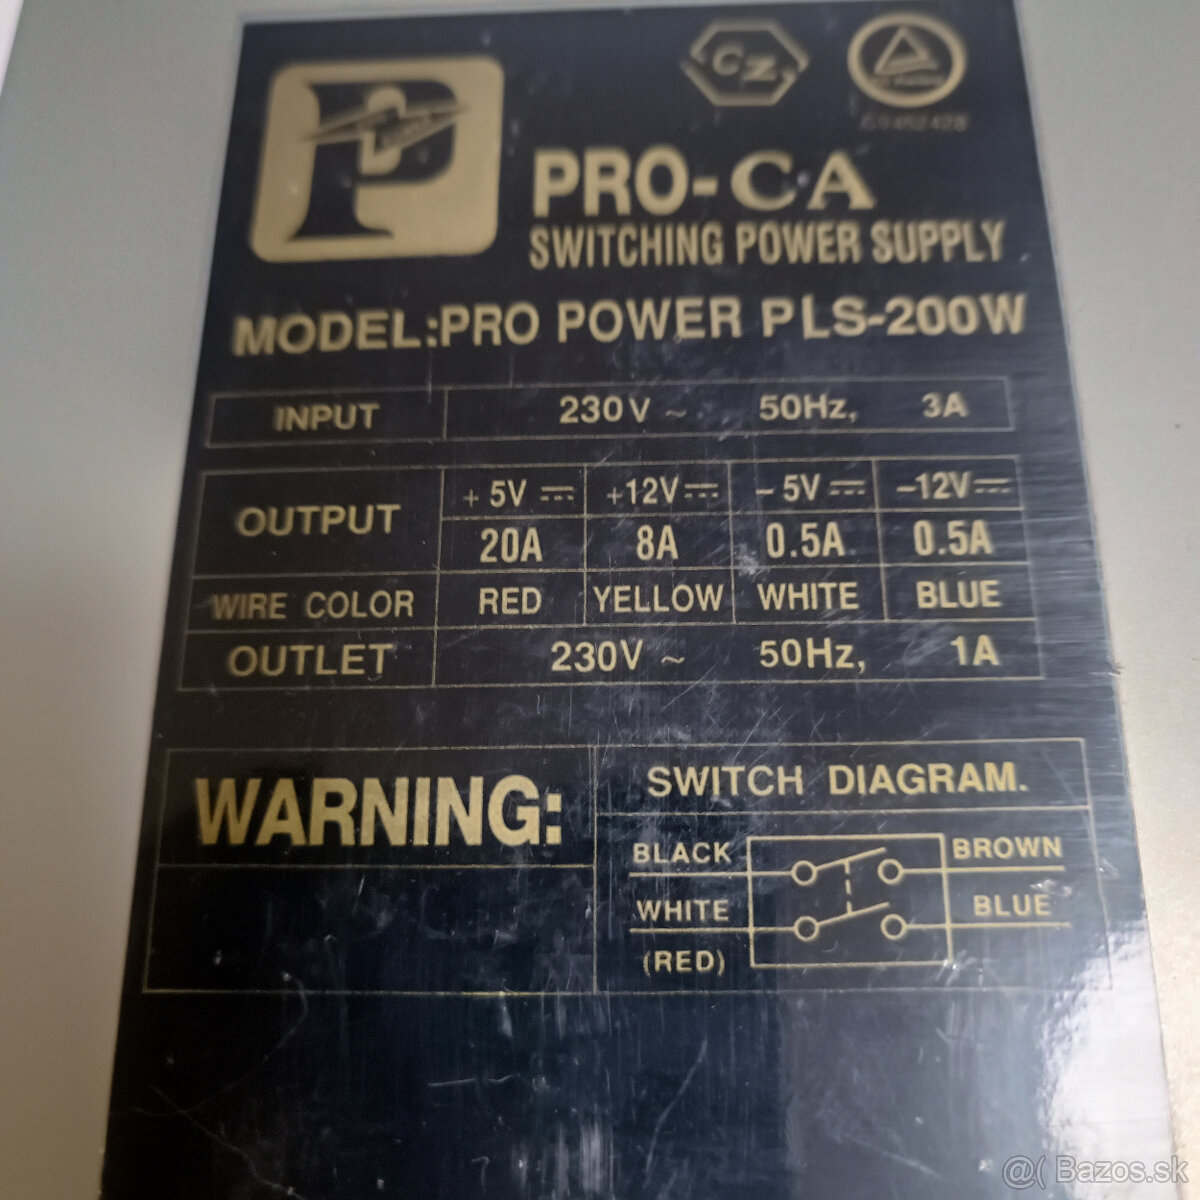 CZ
PRO-CA
SWITCHING POWER SUPPLY
MODEL:PRO POWER PLS-200W
INPUT 230V ~ 50Hz, 3A
OUTPUT +5V +12V -5V -12V
20A 8A 0.5A 0.5A
WIRE COLOR RED YELLOW WHITE BLUE
OUTLET 230V ~ 50Hz, 1A
WARNING:
SWITCH DIAGRAM.
BLACK BROWN
WHITE BLUE
(RED)
@( Bazos.sk